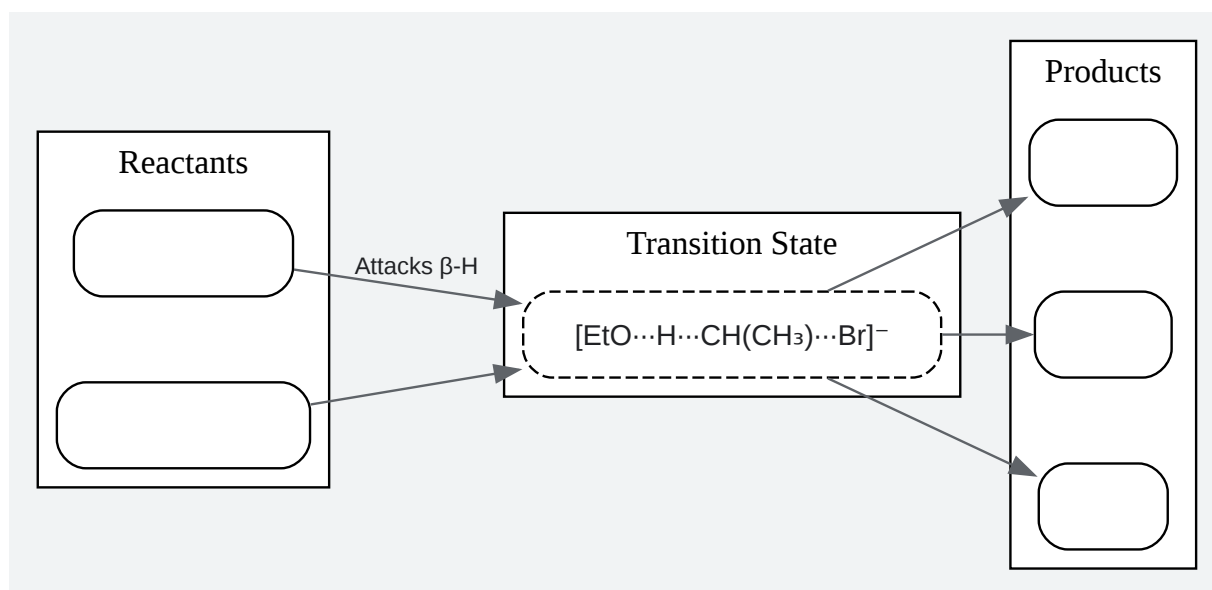 Reactants
Attacks β-H
Transition State
[EtO···H···CH(CH₃)···Br]⁻
Products